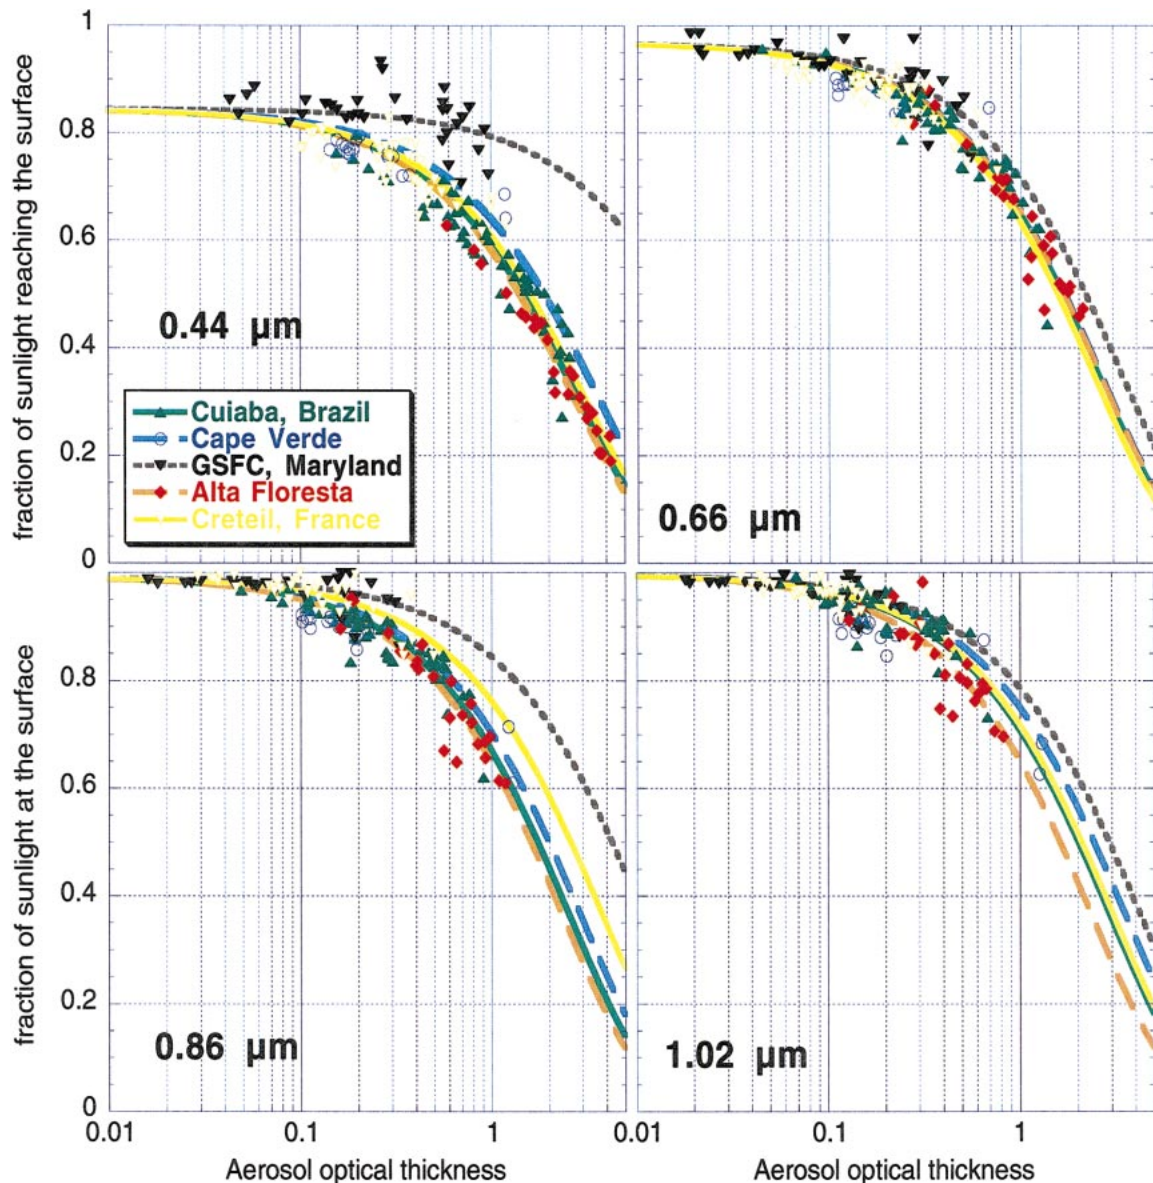 fraction of sunlight reaching the surface
1
0.8
0.6
0.4
0.2
0
0.44 µm
Cuiaba, Brazil
Cape Verde
GSFC, Maryland
Alta Floresta
Creteil, France
0.66 µm
fraction of sunlight at the surface
0.8
0.6
0.4
0.2
0
0.86 µm
1.02 µm
0.01 0.1 1 0.01 0.1 1
Aerosol optical thickness Aerosol optical thickness